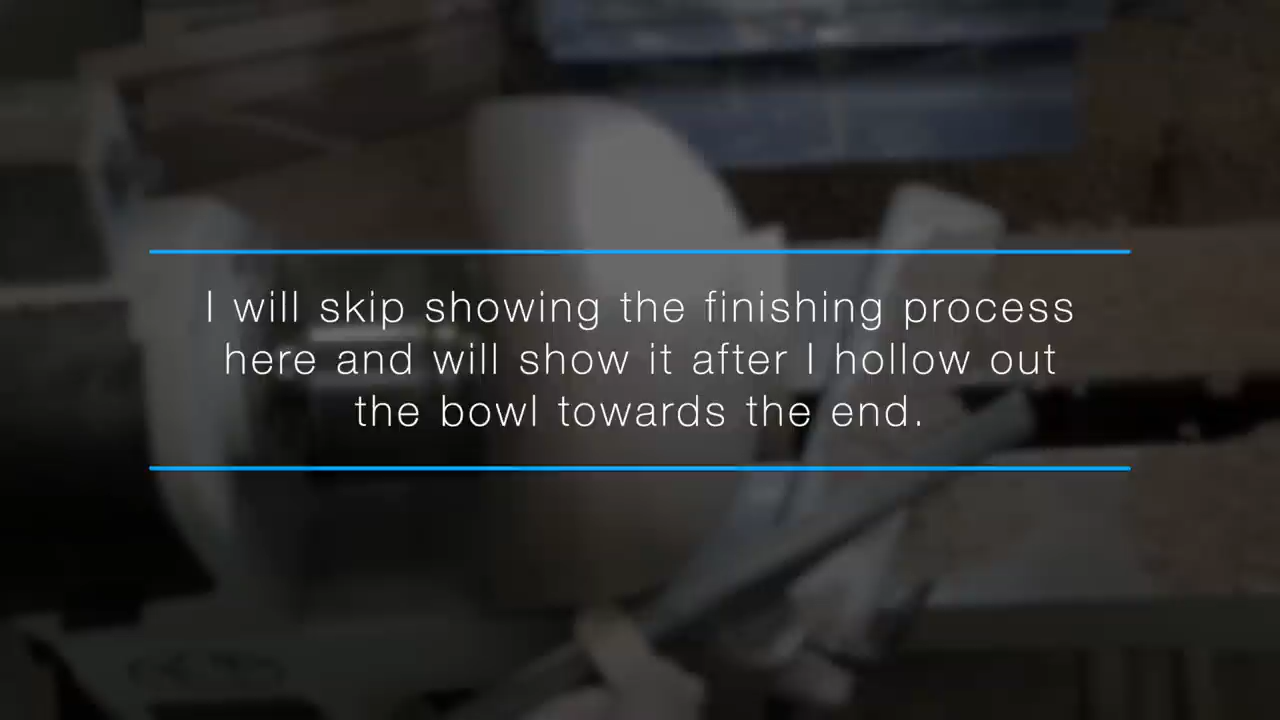 I will skip showing the finishing process
here and will show it after I hollow out
the bowl towards the end.